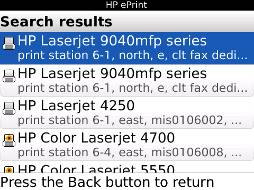 HP ePrint
Search results
HP Laserjet 9040mfp series
print station 6-1, north, e, clt fax dedi...
HP Laserjet 9040mfp series
print station 6-1, north, e, clt fax dedi...
HP Laserjet 4250
print station 6-1, east, mis0106002, ...
HP Color Laserjet 4700
print station 6-4, east, mis0106008, ...
HP Color Laserjet 5550
Press the Back button to return